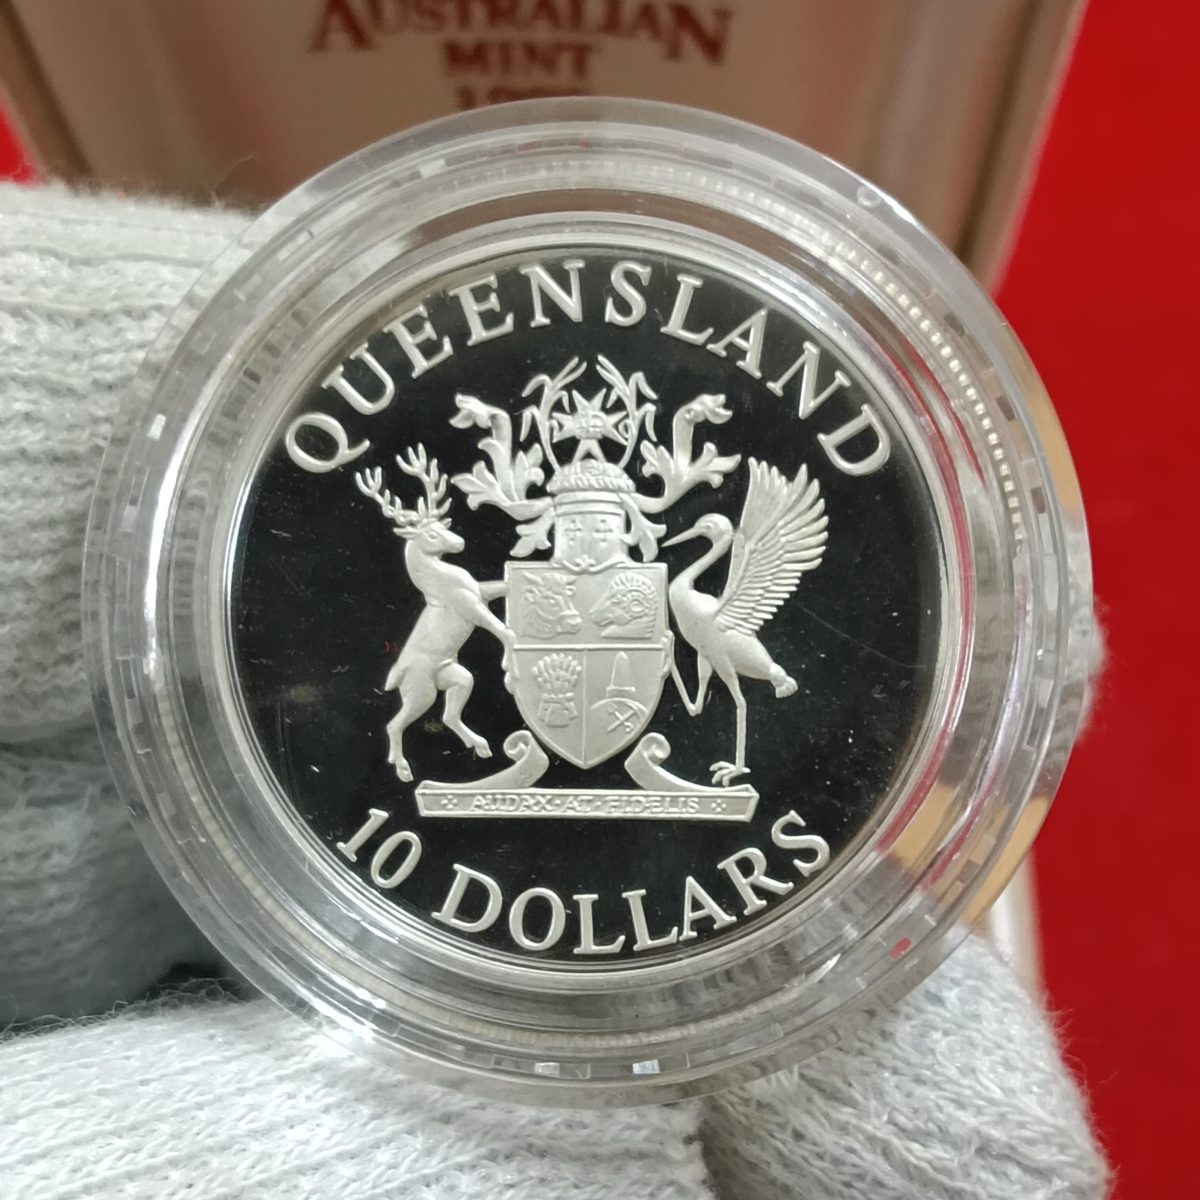 AUSTRALIAN
MINT
QUEENSLAND
AUDAX·AT·FIDELIS
10 DOLLARS